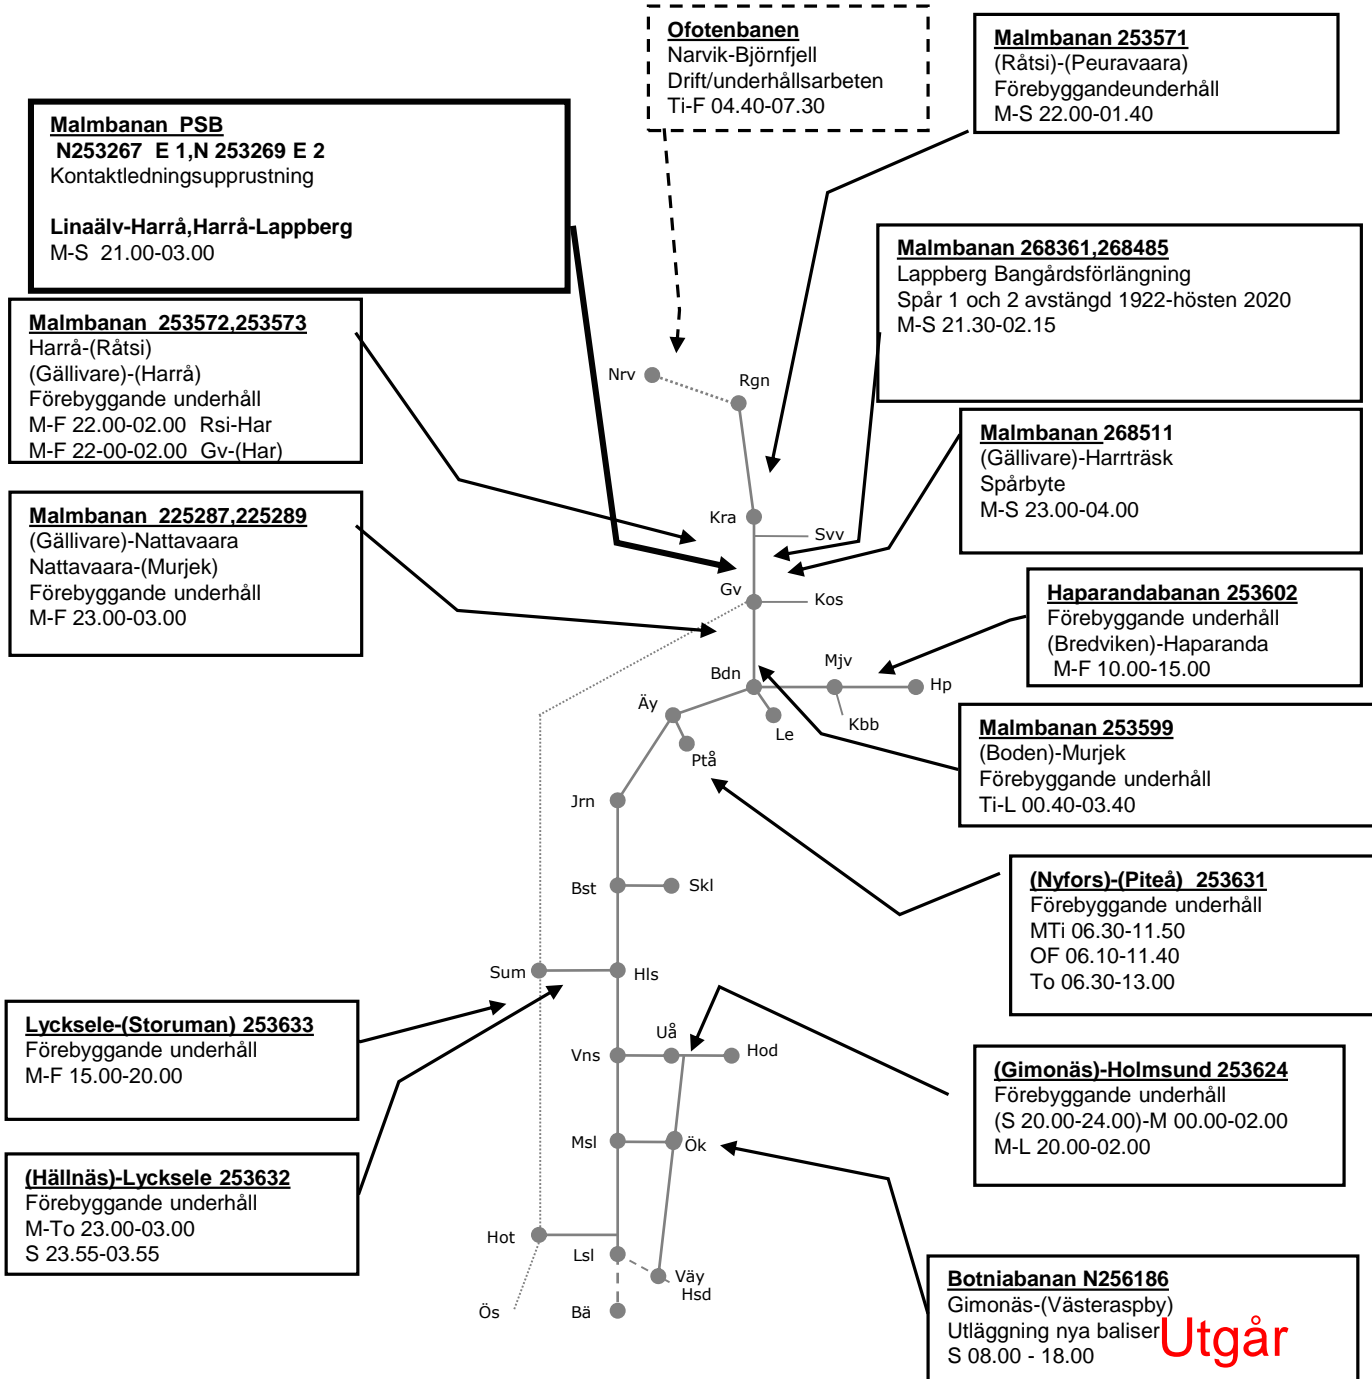 Ofotenbanen
Narvik-Björnfjell
Drift/underhållsarbeten
Ti-F 04.40-07.30
Malmbanan 253571
(Råtsi)-(Peuravaara)
Förebyggandeunderhåll
M-S 22.00-01.40
Malmbanan  PSB
N253267  E 1,N 253269 E 2
Kontaktledningsupprustning
Linaälv-Harrå,Harrå-Lappberg
M-S  21.00-03.00
Malmbanan 268361,268485
Lappberg Bangårdsförlängning
Spår 1 och 2 avstängd 1922-hösten 2020
M-S 21.30-02.15
Malmbanan  253572,253573
Harrå-(Råtsi)
(Gällivare)-(Harrå)
Förebyggande underhåll
M-F 22.00-02.00  Rsi-Har
M-F 22-00-02.00  Gv-(Har)
Malmbanan 268511
(Gällivare)-Harrträsk
Spårbyte
M-S 23.00-04.00
Malmbanan  225287,225289
(Gällivare)-Nattavaara
Nattavaara-(Murjek)
Förebyggande underhåll
M-F 23.00-03.00
Haparandabanan 253602
Förebyggande underhåll
(Bredviken)-Haparanda
M-F 10.00-15.00
Malmbanan 253599
(Boden)-Murjek
Förebyggande underhåll
Ti-L 00.40-03.40
(Nyfors)-(Piteå)  253631
Förebyggande underhåll
MTi 06.30-11.50
OF 06.10-11.40
To 06.30-13.00
Lycksele-(Storuman) 253633
Förebyggande underhåll
M-F 15.00-20.00
(Gimonäs)-Holmsund 253624
Förebyggande underhåll
(S 20.00-24.00)-M 00.00-02.00
M-L 20.00-02.00
(Hällnäs)-Lycksele 253632
Förebyggande underhåll
M-To 23.00-03.00
S 23.55-03.55
Botniabanan N256186
Gimonäs-(Västeraspby)
Utläggning nya baliser
S 08.00 - 18.00
Utgår
Nrv
Rgn
Kra
Svv
Gv
Kos
Bdn
Mjv
Hp
Kbb
Le
Äy
Ptå
Jrn
Bst
Skl
Sum
Hls
Uå
Vns
Hod
Msl
Ök
Hot
Lsl
Väy
Hsd
Ös
Bä